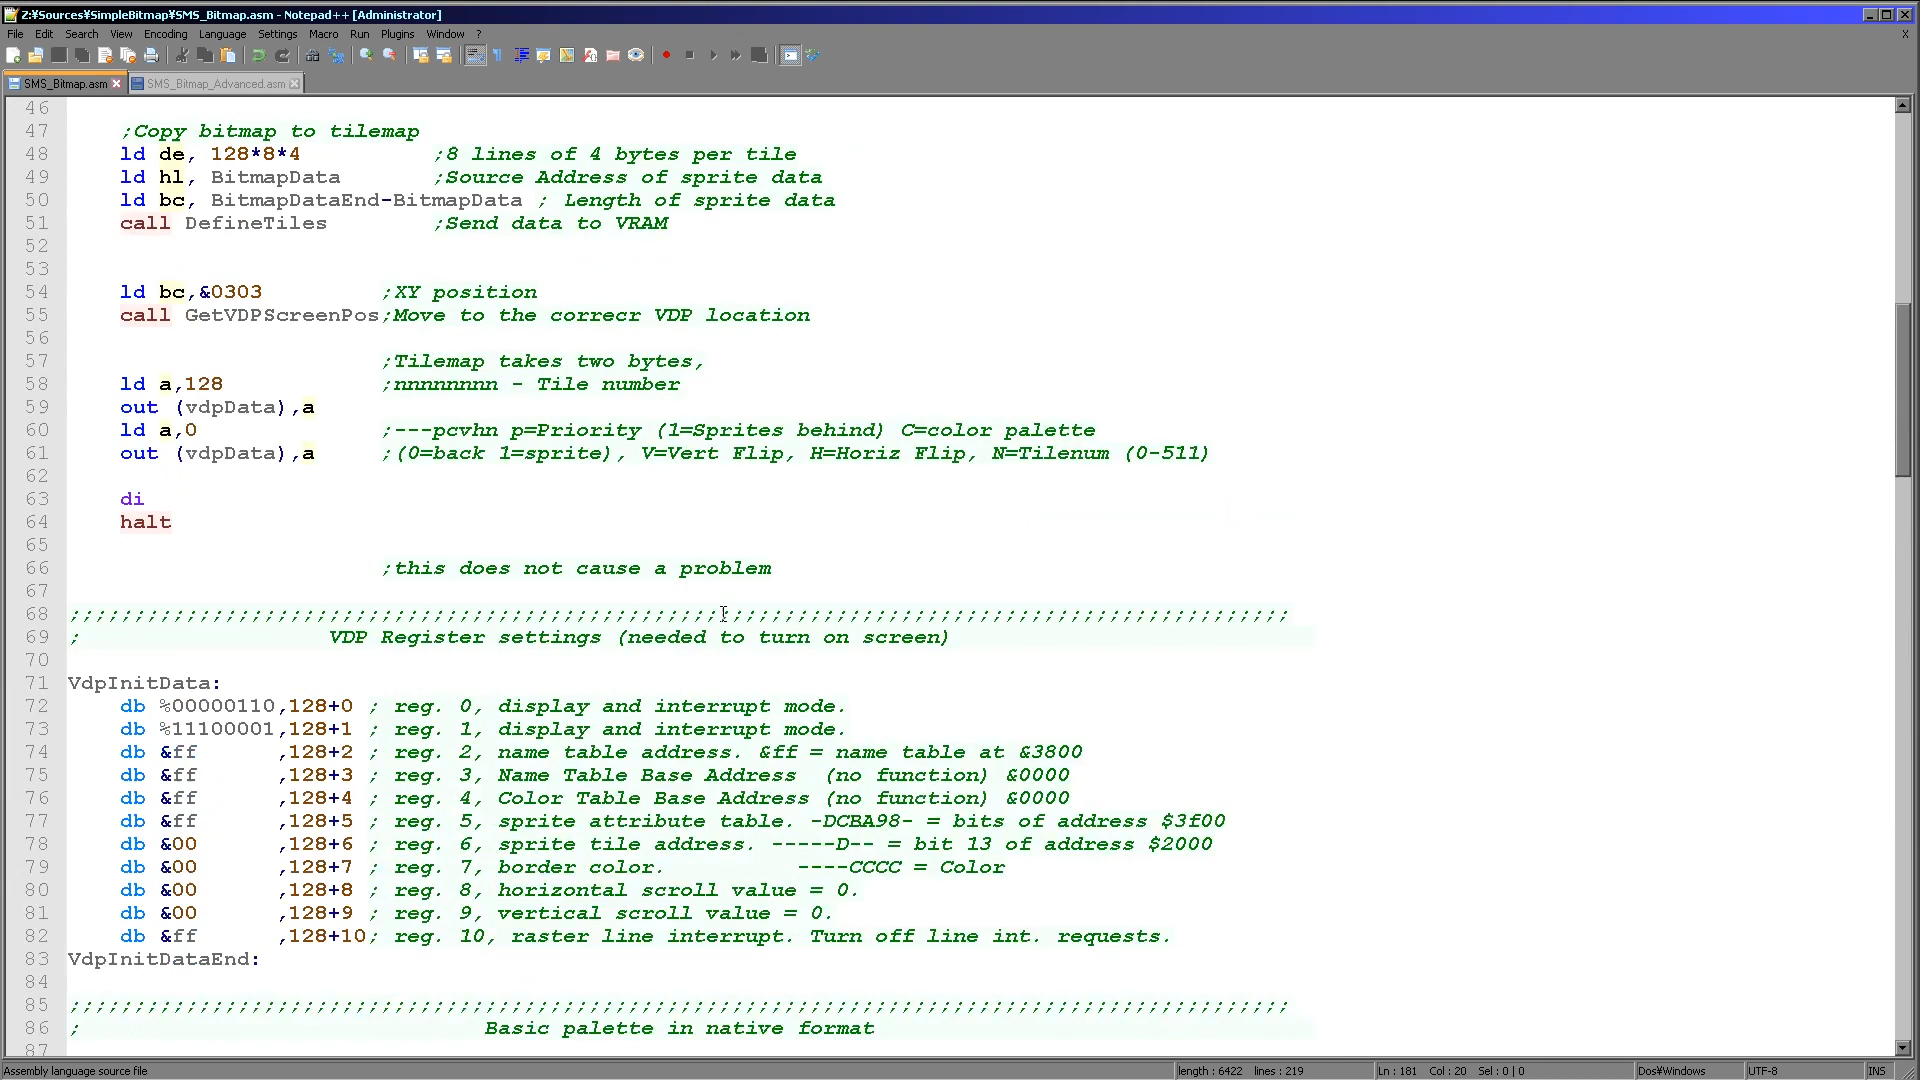 Z:¥Sources¥SimpleBitmap¥SMS_Bitmap.asm - Notepad++ [Administrator]
File Edit Search View Encoding Language Settings Macro Run Plugins Window ? X
SMS_Bitmap.asm SMS_Bitmap_Advanced.asm
46
47 ;Copy bitmap to tilemap
48 ld de, 128*8*4 ;8 lines of 4 bytes per tile
49 ld hl, BitmapData ;Source Address of sprite data
50 ld bc, BitmapDataEnd-BitmapData ; Length of sprite data
51 call DefineTiles ;Send data to VRAM
52
53
54 ld bc,&0303 ;XY position
55 call GetVDPScreenPos;Move to the correcr VDP location
56
57 ;Tilemap takes two bytes,
58 ld a,128 ;nnnnnnnn - Tile number
59 out (vdpData),a
60 ld a,0 ;---pcvhn p=Priority (1=Sprites behind) C=color palette
61 out (vdpData),a ;(0=back 1=sprite), V=Vert Flip, H=Horiz Flip, N=Tilenum (0-511)
62
63 di
64 halt
65
66 ;this does not cause a problem
67
68 ;;;;;;;;;;;;;;;;;;;;;;;;;;;;;;;;;;;;;;;;;;;;;;;;;;;;;;;;;;;;;;;;;;;;;;;;;;;;;;;;;;;;;;;;;;;;;;
69 ; VDP Register settings (needed to turn on screen)
70
71 VdpInitData:
72 db %00000110,128+0 ; reg. 0, display and interrupt mode.
73 db %11100001,128+1 ; reg. 1, display and interrupt mode.
74 db &ff ,128+2 ; reg. 2, name table address. &ff = name table at &3800
75 db &ff ,128+3 ; reg. 3, Name Table Base Address (no function) &0000
76 db &ff ,128+4 ; reg. 4, Color Table Base Address (no function) &0000
77 db &ff ,128+5 ; reg. 5, sprite attribute table. -DCBA98- = bits of address $3f00
78 db &00 ,128+6 ; reg. 6, sprite tile address. -----D-- = bit 13 of address $2000
79 db &00 ,128+7 ; reg. 7, border color. ----CCCC = Color
80 db &00 ,128+8 ; reg. 8, horizontal scroll value = 0.
81 db &00 ,128+9 ; reg. 9, vertical scroll value = 0.
82 db &ff ,128+10; reg. 10, raster line interrupt. Turn off line int. requests.
83 VdpInitDataEnd:
84
85 ;;;;;;;;;;;;;;;;;;;;;;;;;;;;;;;;;;;;;;;;;;;;;;;;;;;;;;;;;;;;;;;;;;;;;;;;;;;;;;;;;;;;;;;;;;;;;;
86 ; Basic palette in native format
87
Assembly language source file length : 6422 lines : 219 Ln : 181 Col : 20 Sel : 0 | 0 Dos¥Windows UTF-8 INS